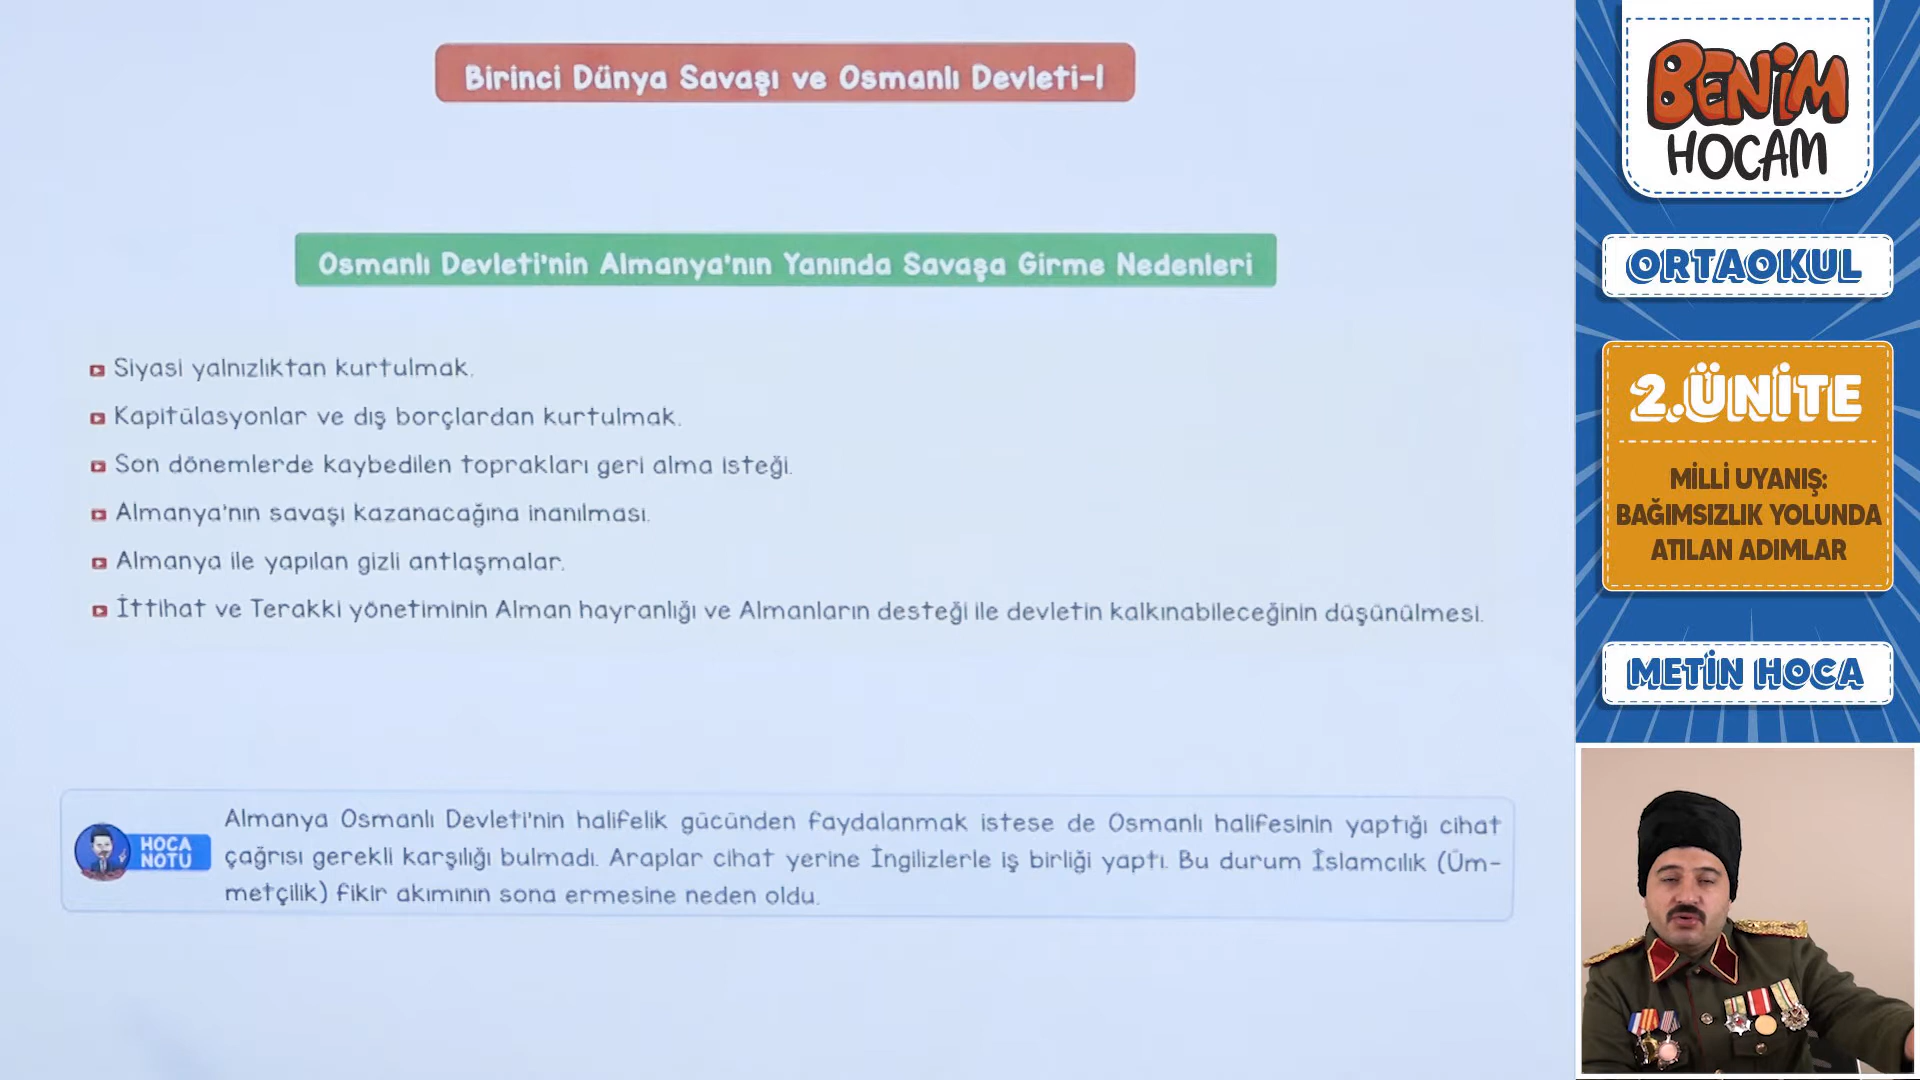 Birinci Dünya Savaşı ve Osmanlı Devleti-I
Osmanlı Devleti'nin Almanya'nın Yanında Savaşa Girme Nedenleri
Siyasi yalnızlıktan kurtulmak.
Kapitülasyonlar ve dış borçlardan kurtulmak.
Son dönemlerde kaybedilen toprakları geri alma isteği.
Almanya'nın savaşı kazanacağına inanılması.
Almanya ile yapılan gizli antlaşmalar.
İttihat ve Terakki yönetiminin Alman hayranlığı ve Almanların desteği ile devletin kalkınabileceğinin düşünülmesi.
HOCA
NOTU
Almanya Osmanlı Devleti'nin halifelik gücünden faydalanmak istese de Osmanlı halifesinin yaptığı cihat
çağrısı gerekli karşılığı bulmadı. Araplar cihat yerine İngilizlerle iş birliği yaptı. Bu durum İslamcılık (Üm-
metçilik) fikir akımının sona ermesine neden oldu.
BENİM
HOCAM
ORTAOKUL
2.ÜNİTE
MİLLİ UYANIŞ:
BAĞIMSIZLIK YOLUNDA
ATILAN ADIMLAR
METİN HOCA